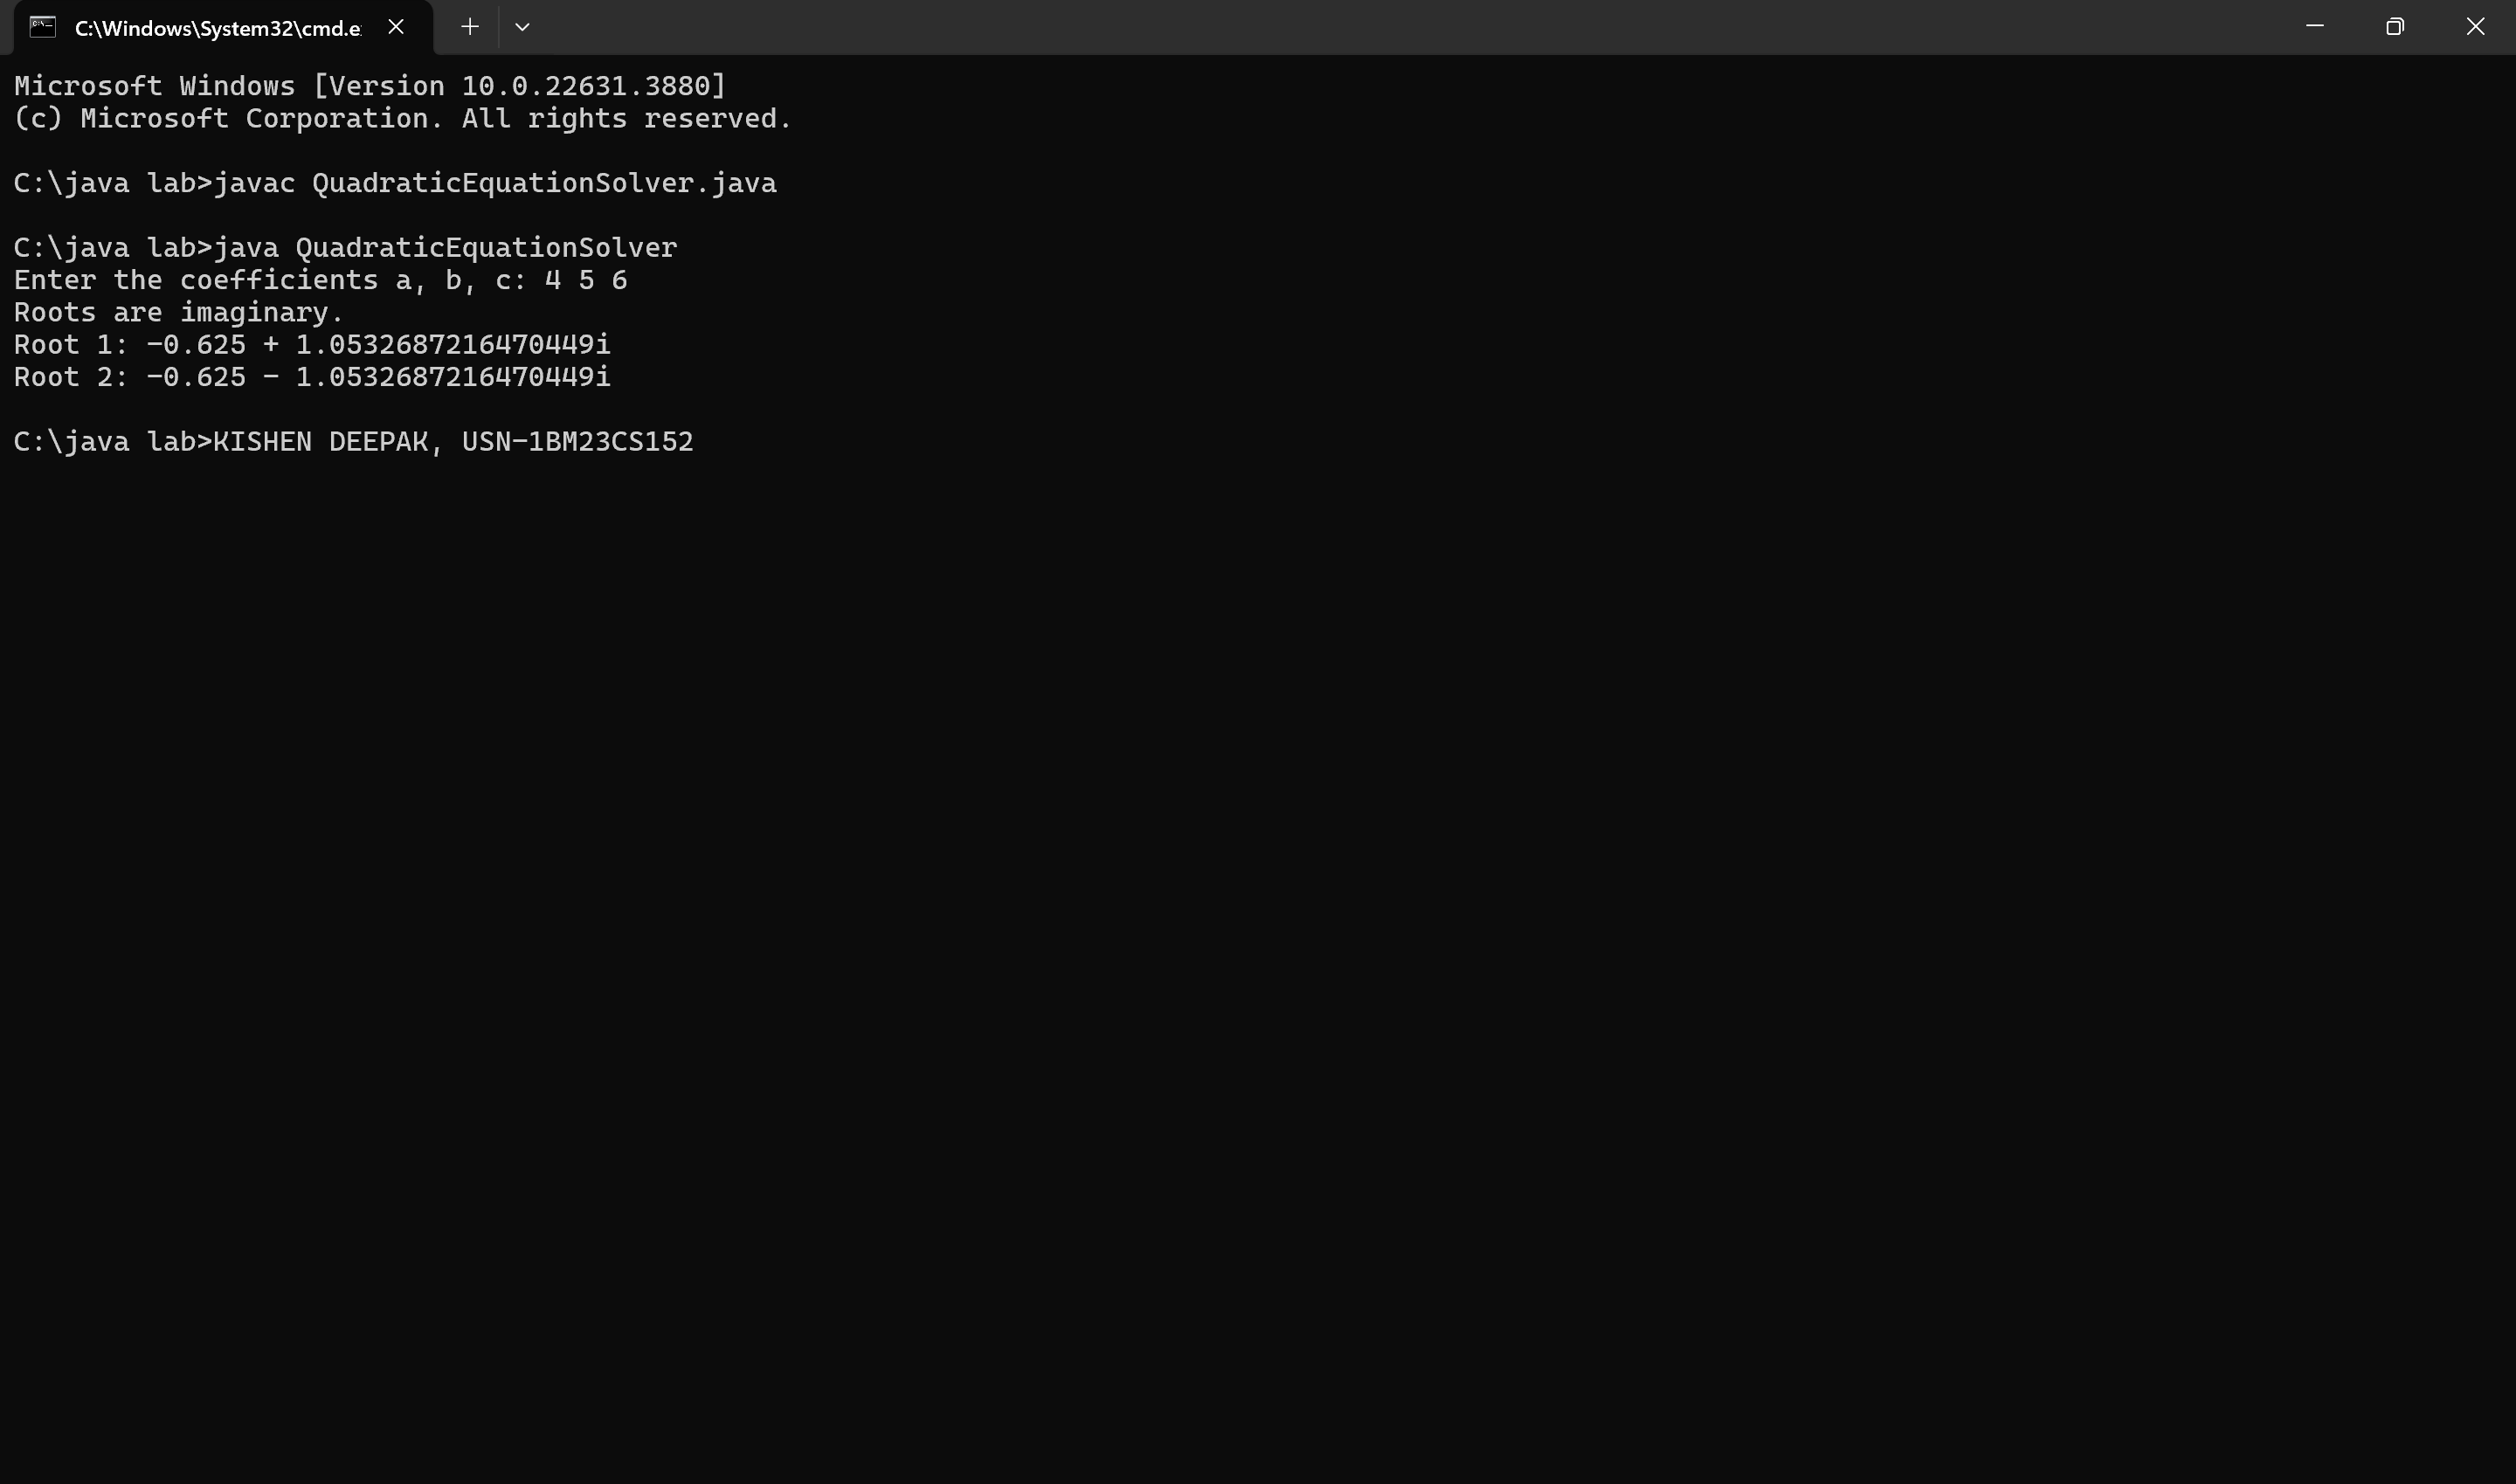 C:\Windows\System32\cmd.e
Microsoft Windows [Version 10.0.22631.3880]
(c) Microsoft Corporation. All rights reserved.
C:\java lab>javac QuadraticEquationSolver.java
C:\java lab>java QuadraticEquationSolver
Enter the coefficients a, b, c: 4 5 6
Roots are imaginary.
Root 1: -0.625 + 1.0532687216470449i
Root 2: -0.625 - 1.0532687216470449i
C:\java lab>KISHEN DEEPAK, USN-1BM23CS152